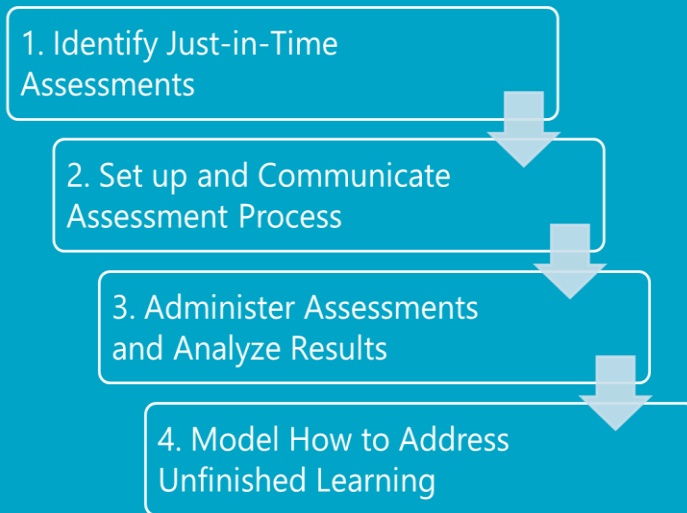 1. Identify Just-in-Time
Assessments
2. Set up and Communicate
Assessment Process
3. Administer Assessments
and Analyze Results
4. Model How to Address
Unfinished Learning